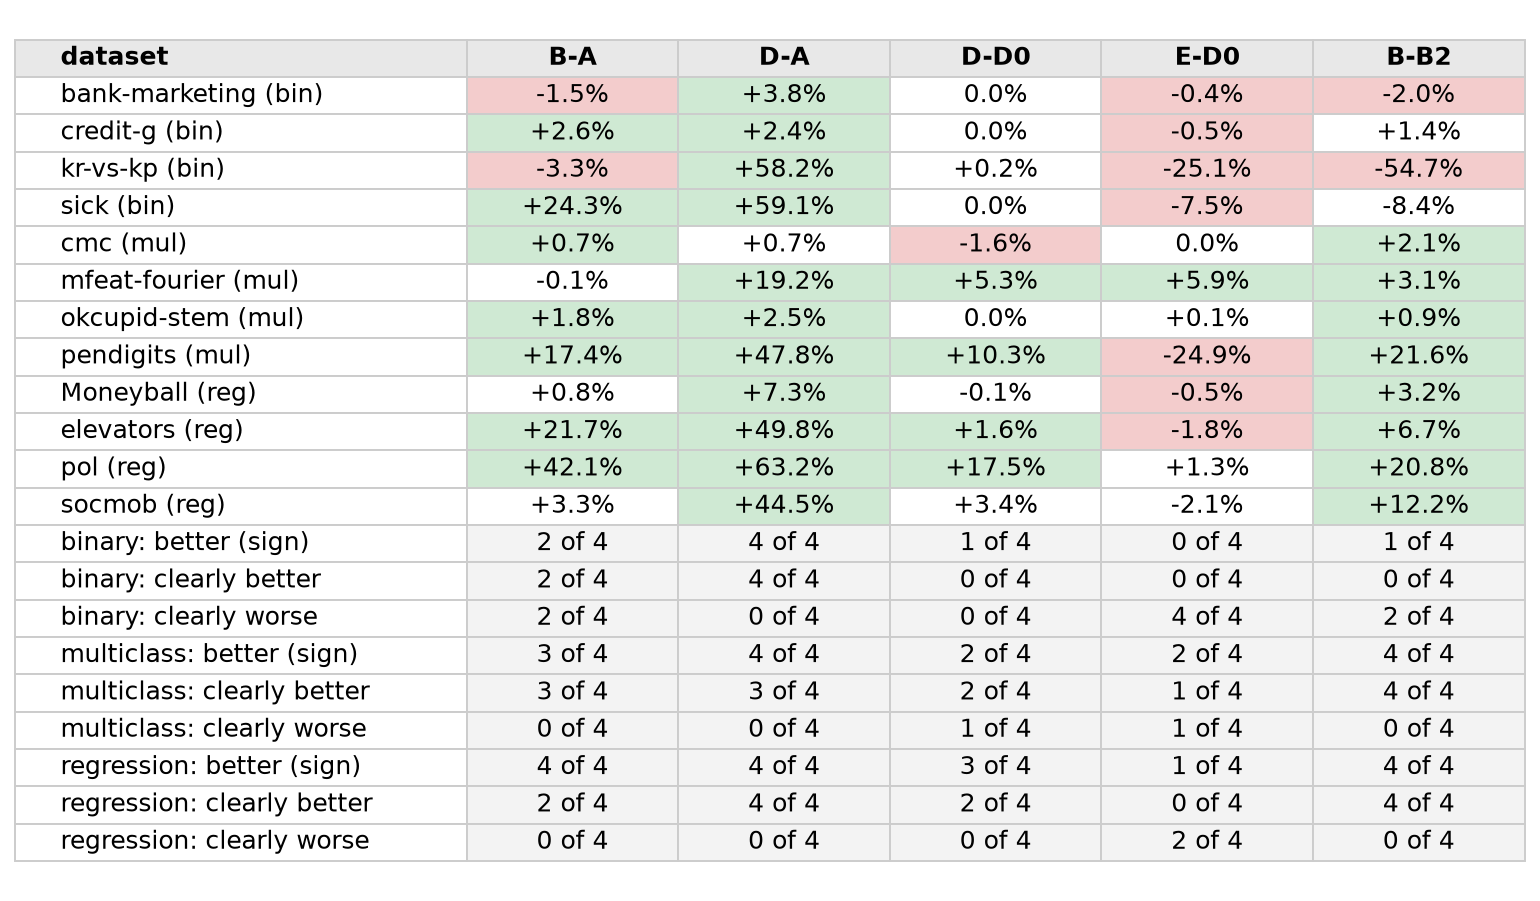 dataset B-A D-A D-D0 E-D0 B-B2
bank-marketing (bin) -1.5% +3.8% 0.0% -0.4% -2.0%
credit-g (bin) +2.6% +2.4% 0.0% -0.5% +1.4%
kr-vs-kp (bin) -3.3% +58.2% +0.2% -25.1% -54.7%
sick (bin) +24.3% +59.1% 0.0% -7.5% -8.4%
cmc (mul) +0.7% +0.7% -1.6% 0.0% +2.1%
mfeat-fourier (mul) -0.1% +19.2% +5.3% +5.9% +3.1%
okcupid-stem (mul) +1.8% +2.5% 0.0% +0.1% +0.9%
pendigits (mul) +17.4% +47.8% +10.3% -24.9% +21.6%
Moneyball (reg) +0.8% +7.3% -0.1% -0.5% +3.2%
elevators (reg) +21.7% +49.8% +1.6% -1.8% +6.7%
pol (reg) +42.1% +63.2% +17.5% +1.3% +20.8%
socmob (reg) +3.3% +44.5% +3.4% -2.1% +12.2%
binary: better (sign) 2 of 4 4 of 4 1 of 4 0 of 4 1 of 4
binary: clearly better 2 of 4 4 of 4 0 of 4 0 of 4 0 of 4
binary: clearly worse 2 of 4 0 of 4 0 of 4 4 of 4 2 of 4
multiclass: better (sign) 3 of 4 4 of 4 2 of 4 2 of 4 4 of 4
multiclass: clearly better 3 of 4 3 of 4 2 of 4 1 of 4 4 of 4
multiclass: clearly worse 0 of 4 0 of 4 1 of 4 1 of 4 0 of 4
regression: better (sign) 4 of 4 4 of 4 3 of 4 1 of 4 4 of 4
regression: clearly better 2 of 4 4 of 4 2 of 4 0 of 4 4 of 4
regression: clearly worse 0 of 4 0 of 4 0 of 4 2 of 4 0 of 4